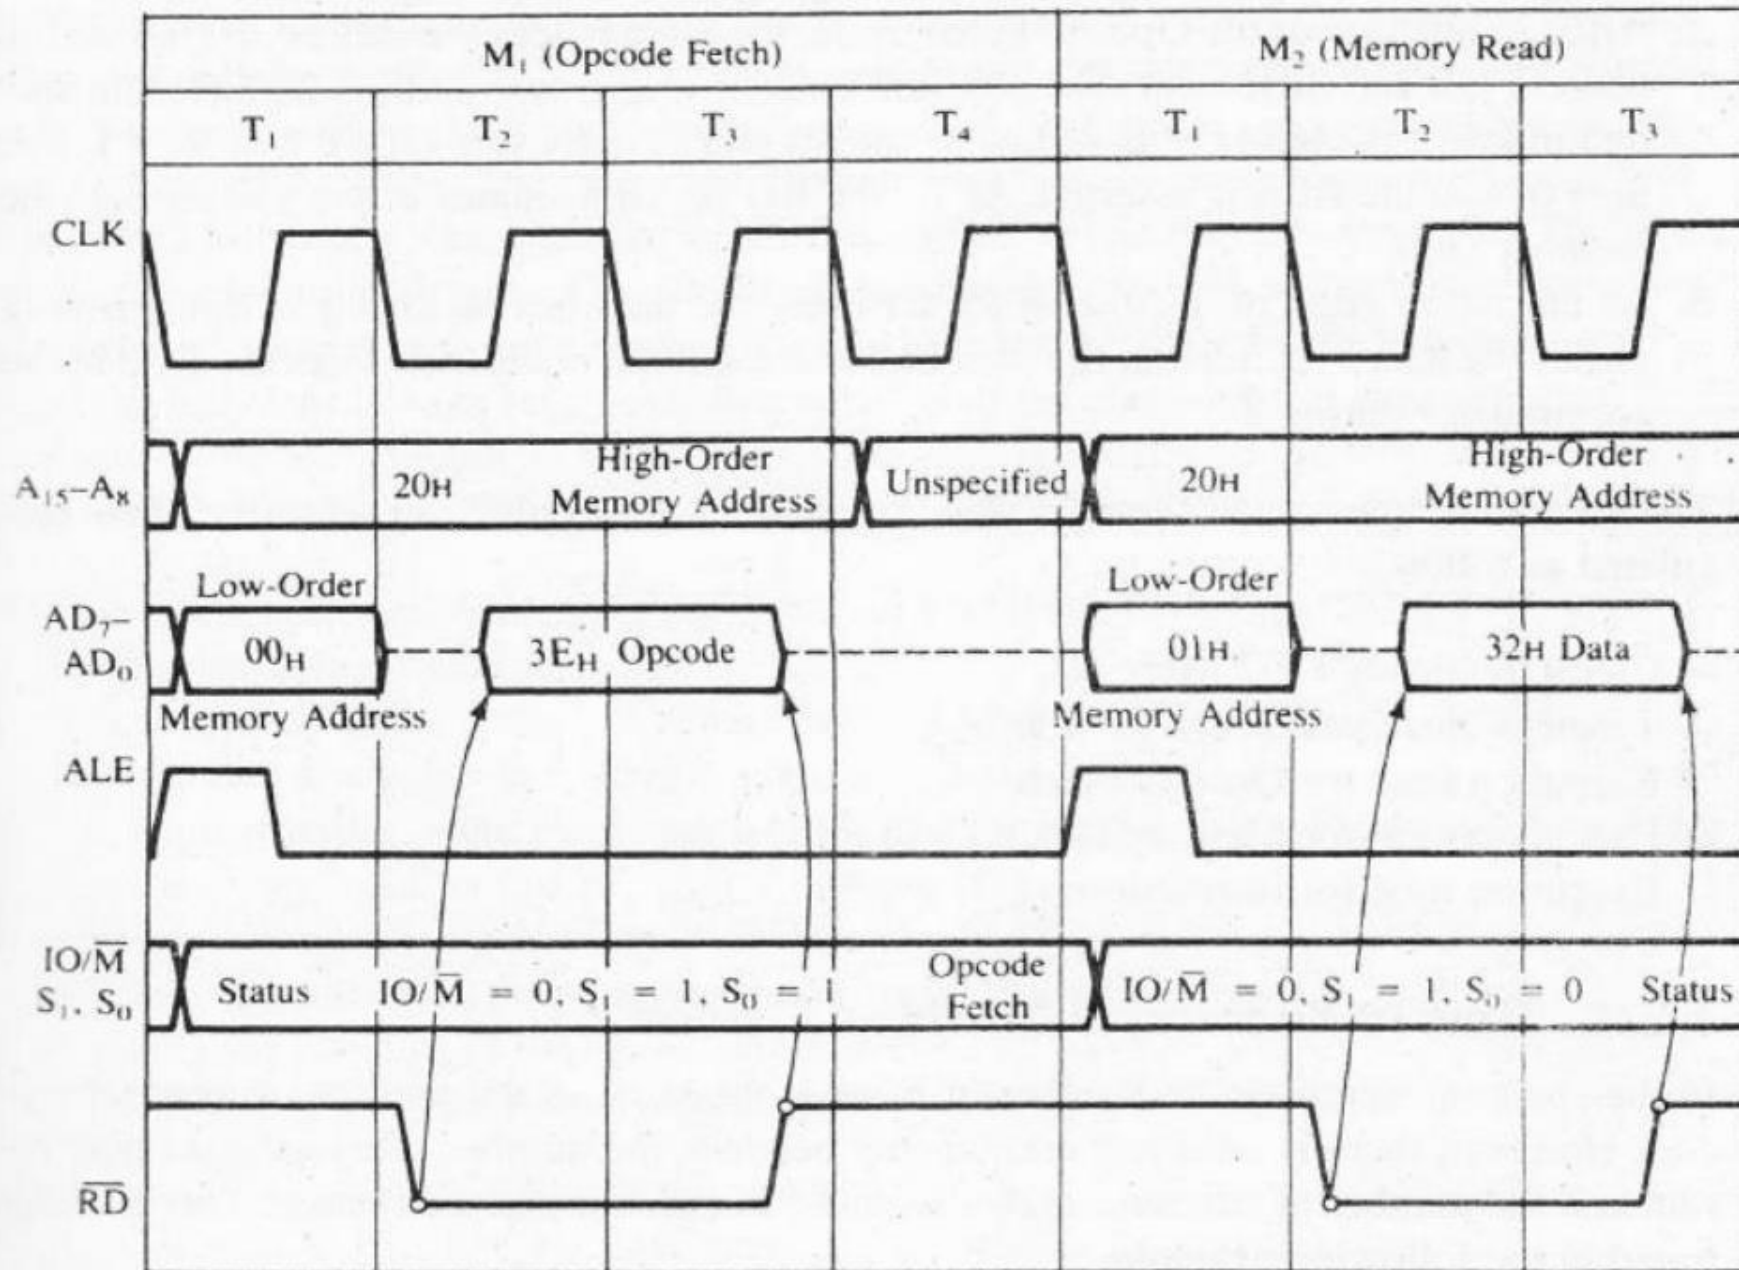 M₁ (Opcode Fetch) M₂ (Memory Read)
T₁ T₂ T₃ T₄ T₁ T₂ T₃
CLK
A₁₅–A₈ 20H High-Order Memory Address Unspecified 20H High-Order Memory Address
Low-Order Low-Order
AD₇–AD₀ 00H 3EH Opcode 01H 32H Data
Memory Address Memory Address
ALE
IO/M̅ S₁, S₀ Status IO/M̅ = 0, S₁ = 1, S₀ = 1 Opcode Fetch IO/M̅ = 0, S₁ = 1, S₀ = 0 Status
R̅D̅